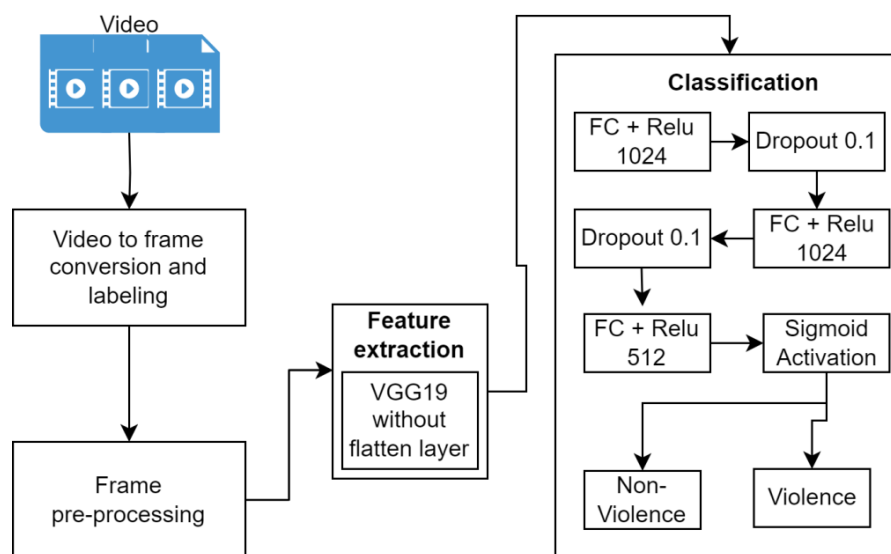 Video
Video to frame
conversion and
labeling
Frame
pre-processing
Feature
extraction
VGG19
without
flatten layer
Classification
FC + Relu
1024
Dropout 0.1
FC + Relu
1024
Dropout 0.1
FC + Relu
512
Sigmoid
Activation
Non-
Violence
Violence